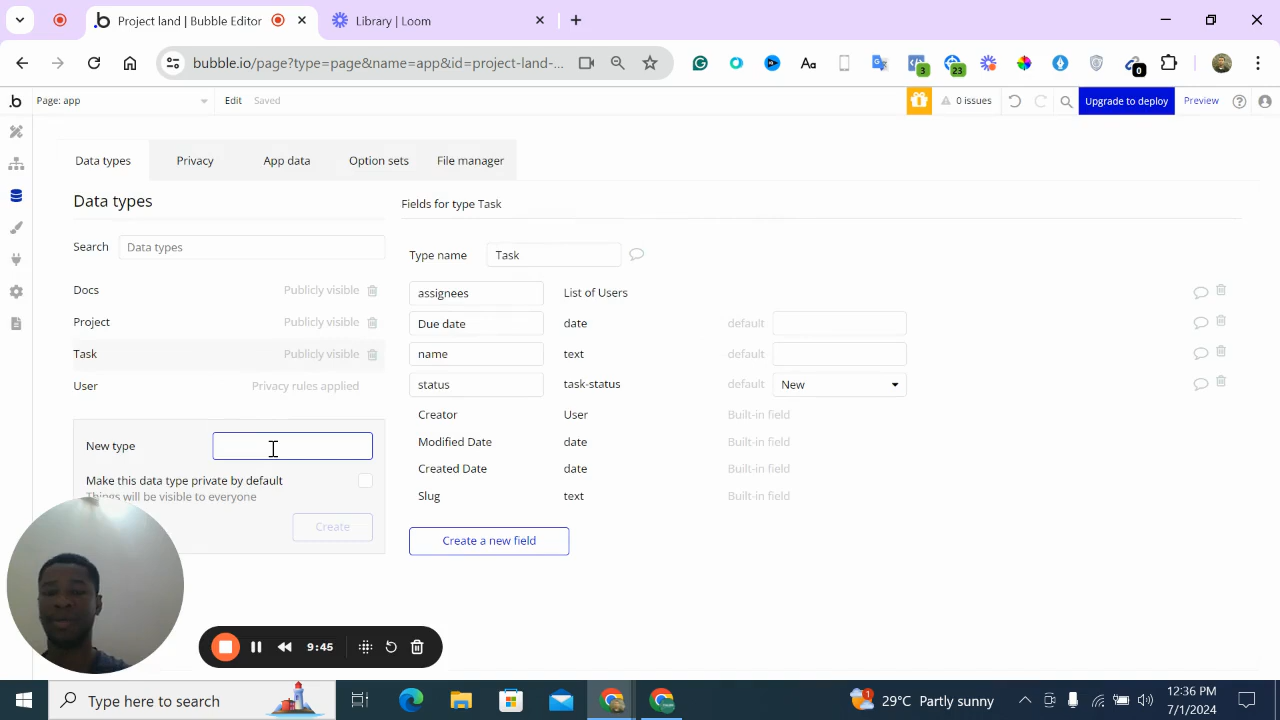 Project land | Bubble Editor
Library | Loom
bubble.io/page?type=page&name=app&id=project-land-...
3
23
0
Page: app
Edit
Saved
0 issues
Upgrade to deploy
Preview
Data types
Privacy
App data
Option sets
File manager
Data types
Search
Data types
Docs
Publicly visible
Project
Publicly visible
Task
Publicly visible
User
Privacy rules applied
New type
Make this data type private by default
Things will be visible to everyone
Create
Fields for type Task
Type name
Task
assignees
List of Users
Due date
date
default
name
text
default
status
task-status
default
New
Creator
User
Built-in field
Modified Date
date
Built-in field
Created Date
date
Built-in field
Slug
text
Built-in field
Create a new field
9:45
Type here to search
1
29°C Partly sunny
12:36 PM
7/1/2024